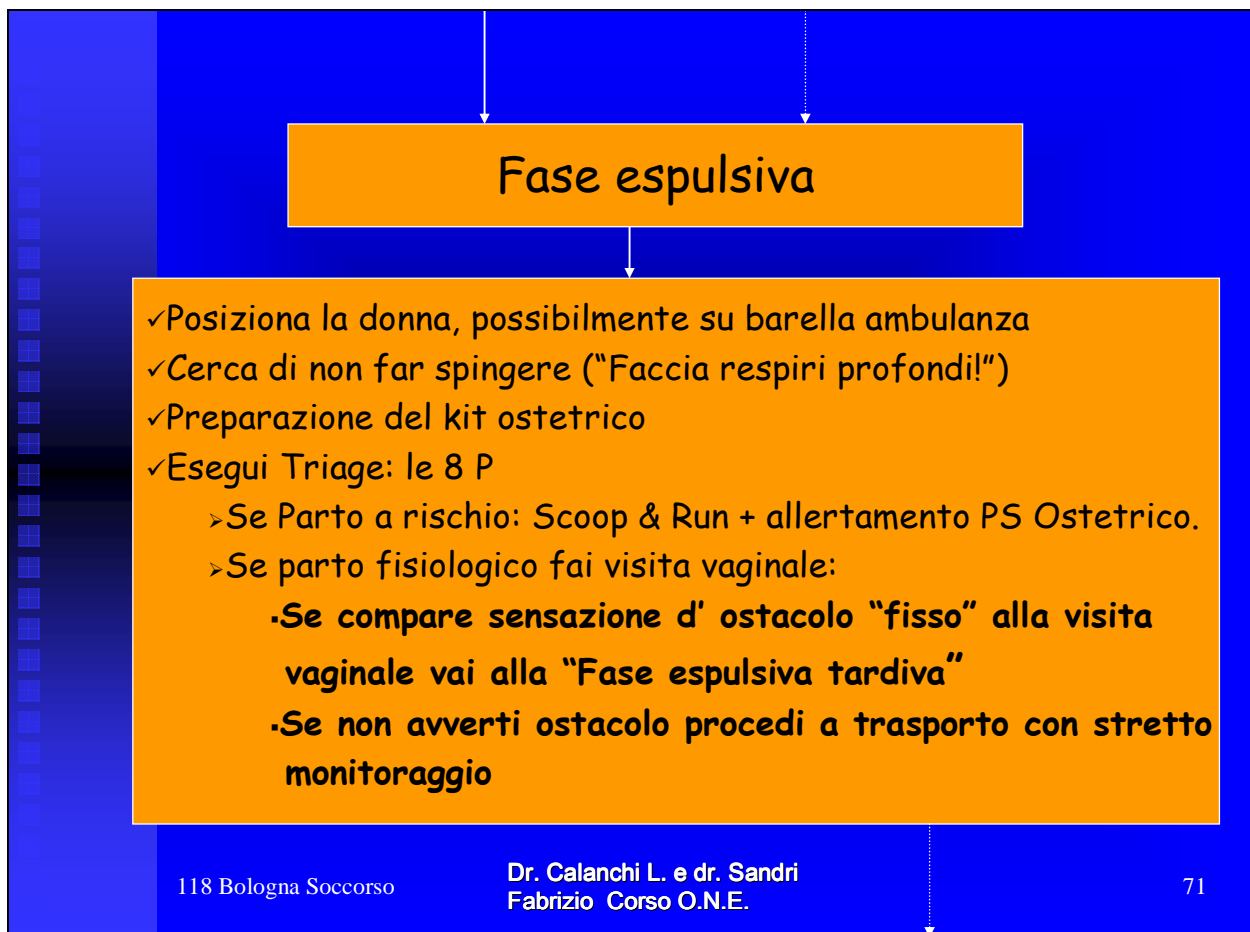 Fase espulsiva
✓Posiziona la donna, possibilmente su barella ambulanza
✓Cerca di non far spingere (“Faccia respiri profondi!”)
✓Preparazione del kit ostetrico
✓Esegui Triage: le 8 P
➢Se Parto a rischio: Scoop & Run + allertamento PS Ostetrico.
➢Se parto fisiologico fai visita vaginale:
▪Se compare sensazione d’ ostacolo “fisso” alla visita
vaginale vai alla “Fase espulsiva tardiva”
▪Se non avverti ostacolo procedi a trasporto con stretto
monitoraggio
118 Bologna Soccorso
Dr. Calanchi L. e dr. Sandri
Fabrizio Corso O.N.E.
71